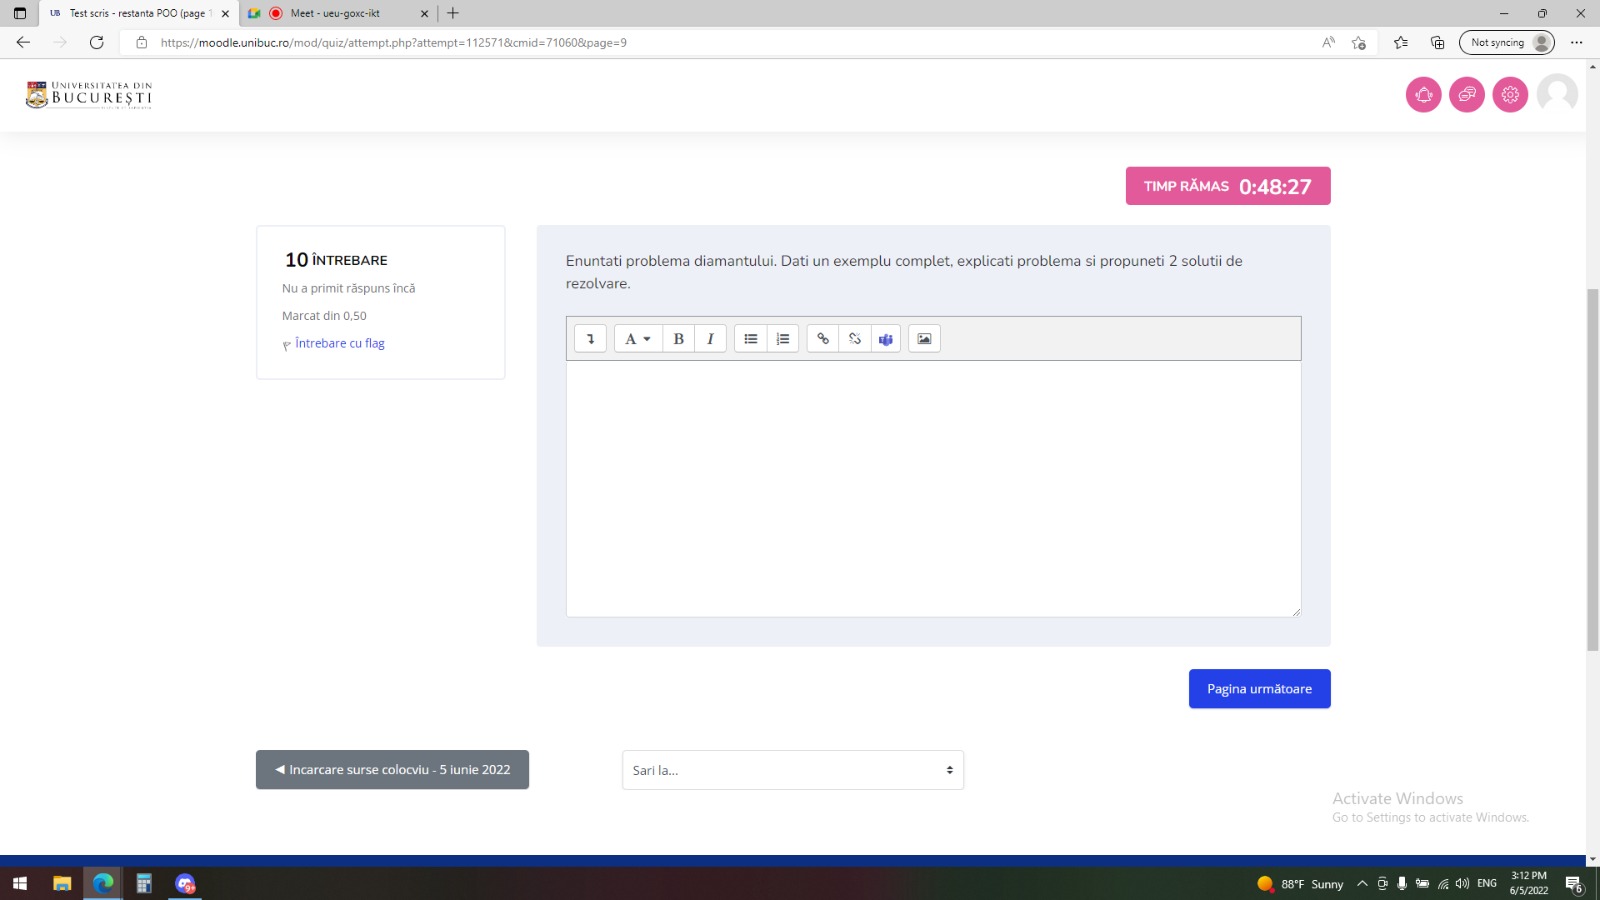 Test scris - restanta POO (page 1
Meet - ueu-goxc-ikt
https://moodle.unibuc.ro/mod/quiz/attempt.php?attempt=112571&cmid=71060&page=9
Not syncing
UNIVERSITATEA DIN
BUCUREȘTI
TIMP RĂMAS 0:48:27
10 ÎNTREBARE
Nu a primit răspuns încă
Marcat din 0,50
Întrebare cu flag
Enuntati problema diamantului. Dati un exemplu complet, explicati problema si propuneti 2 solutii de
rezolvare.
A B I
Pagina următoare
◄ Incarcare surse colocviu - 5 iunie 2022
Sari la...
Activate Windows
Go to Settings to activate Windows.
88°F Sunny
ENG
3:12 PM
6/5/2022
6